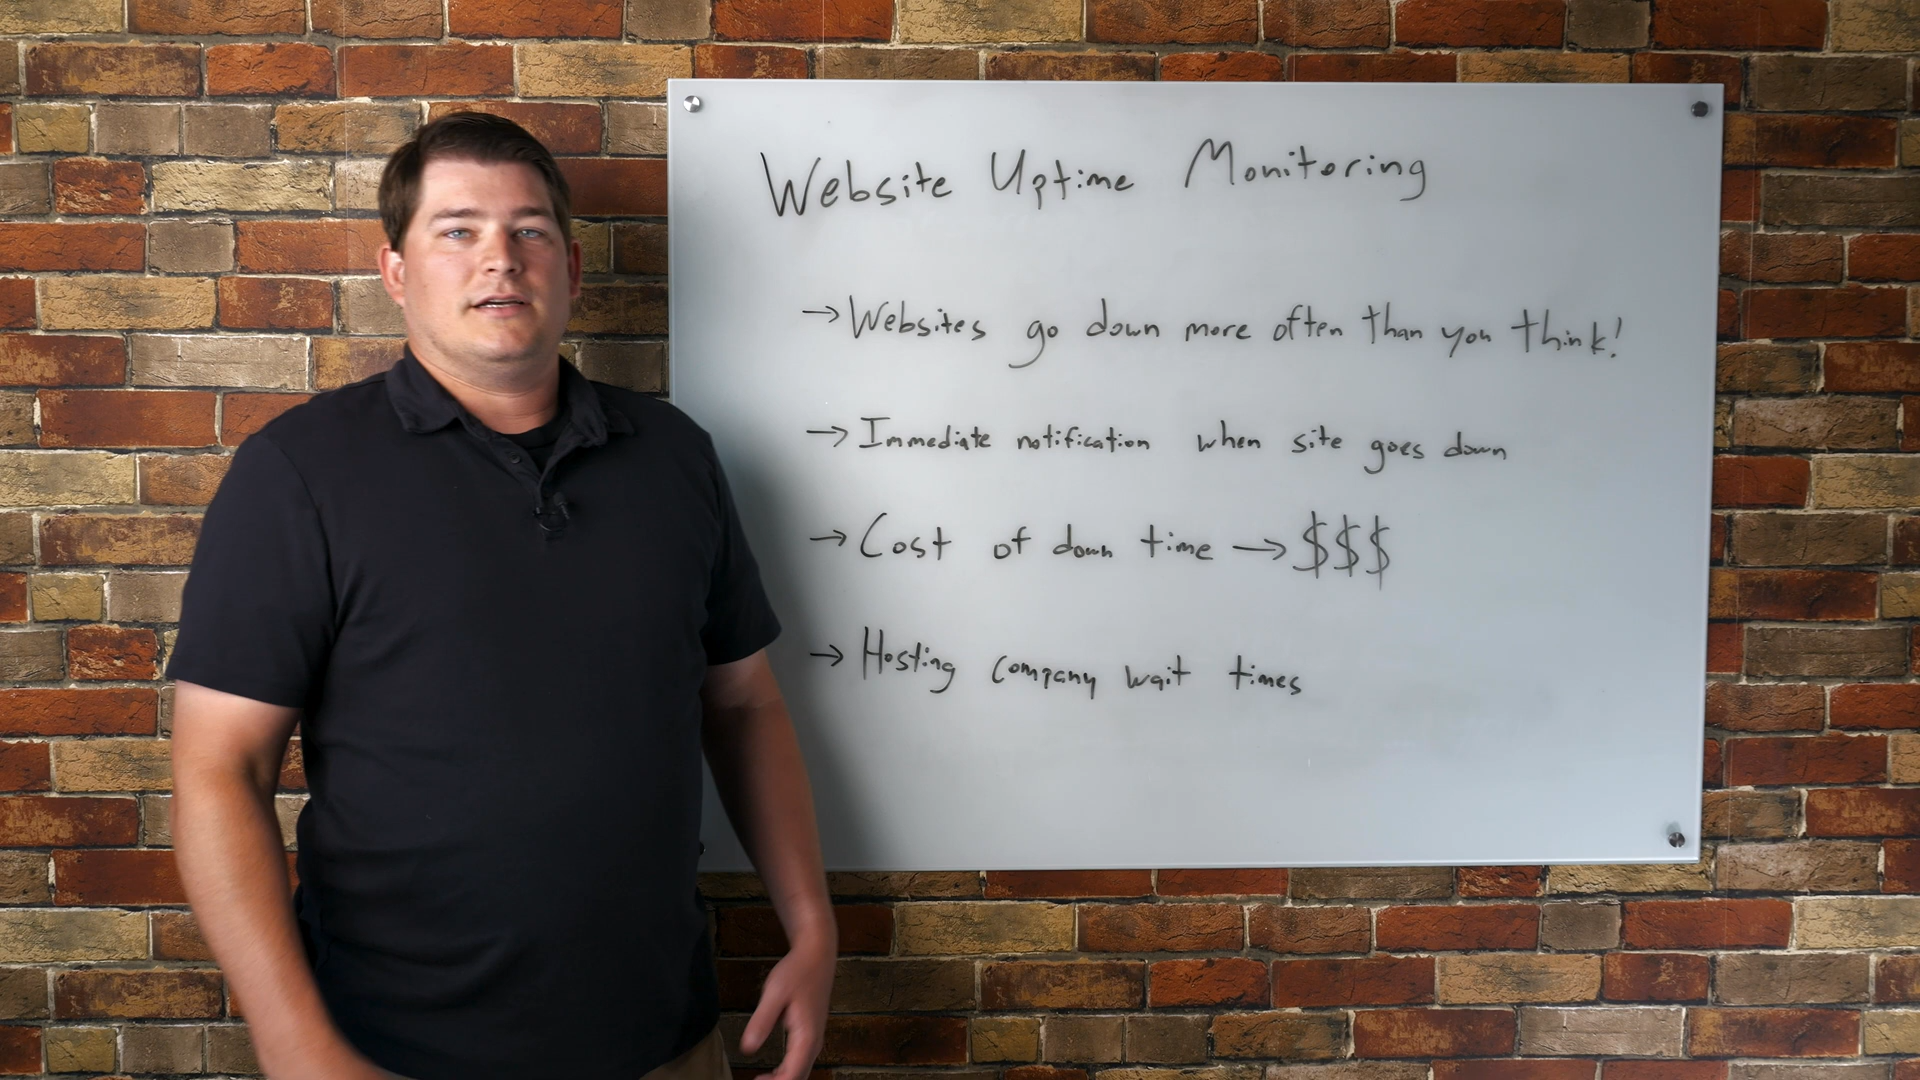 Website Uptime Monitoring
→ Websites go down more often than you think!
→ Immediate notification when site goes down
→ Cost of down time → $$$
→ Hosting company wait times